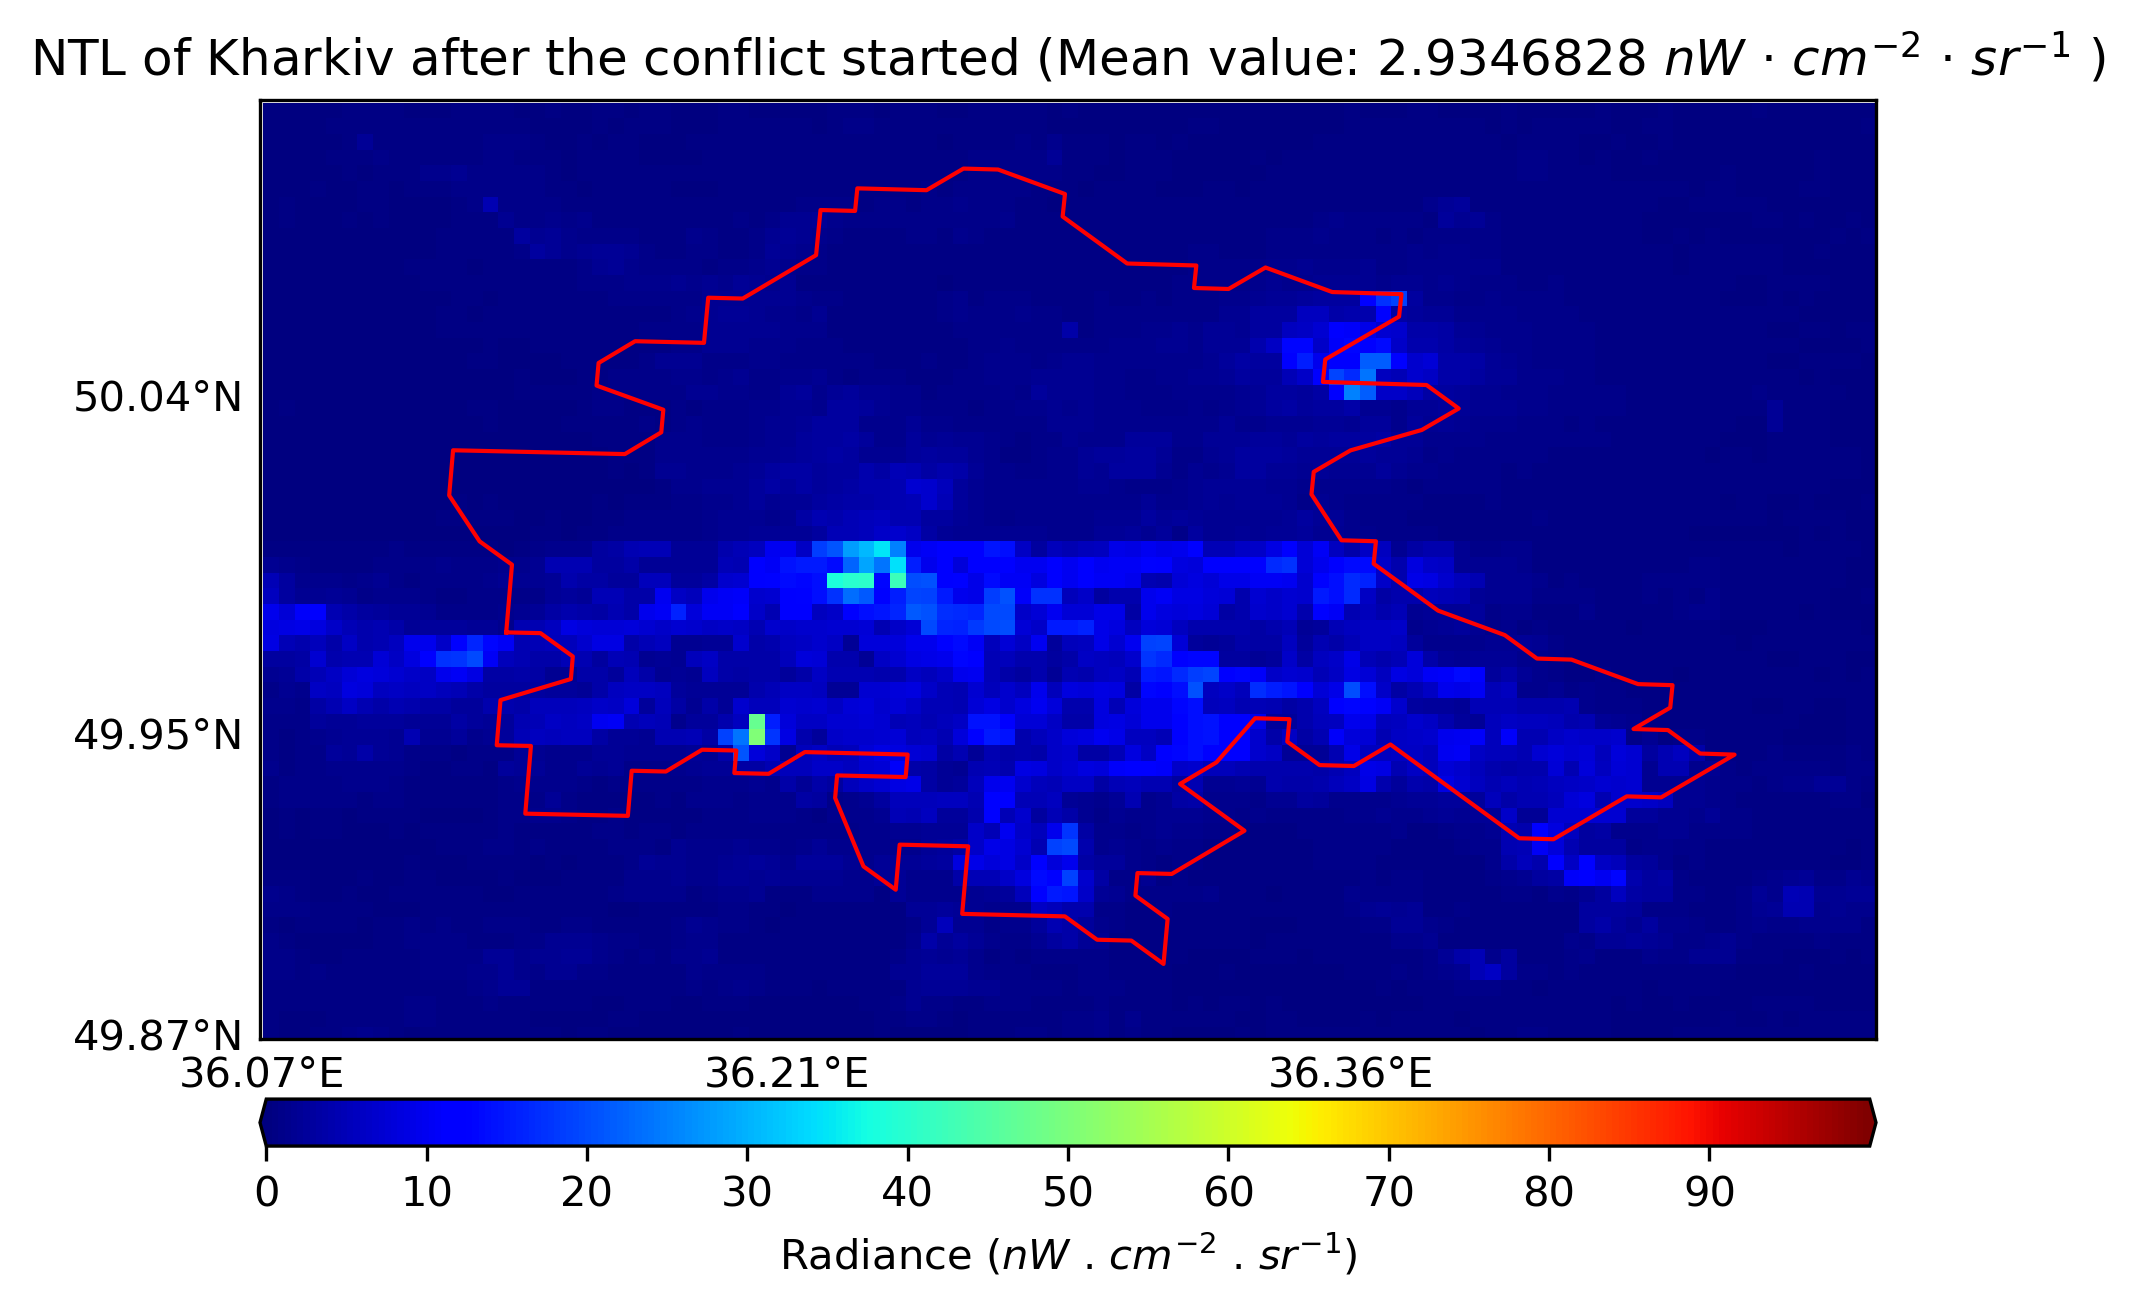 NTL of Kharkiv after the conflict started (Mean value: 2.9346828 nW · cm⁻² · sr⁻¹ )
50.04°N
49.95°N
49.87°N
36.07°E 36.21°E 36.36°E
0 10 20 30 40 50 60 70 80 90
Radiance (nW . cm⁻² . sr⁻¹)